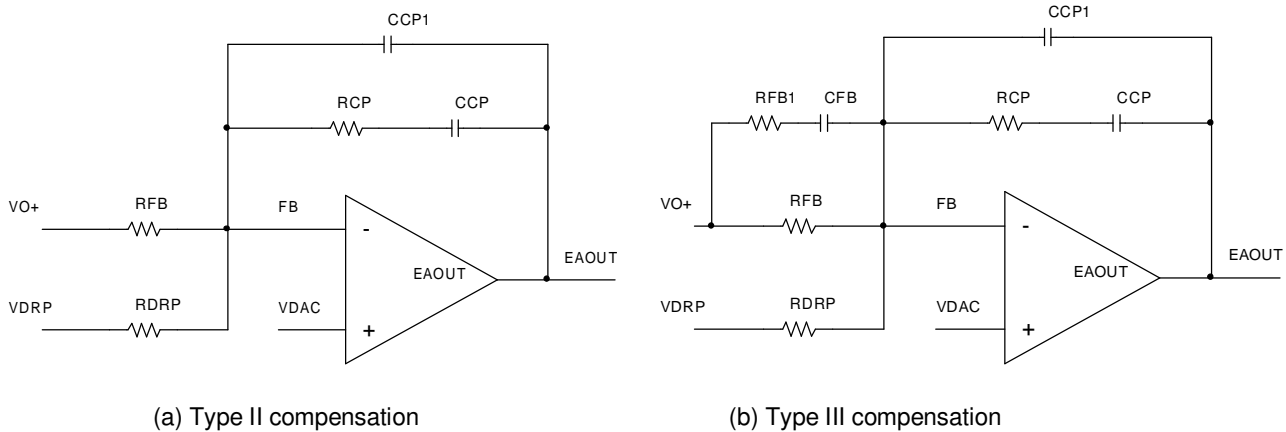 CCP1
RCP
CCP
VO+
RFB
FB
-
EAOUT
EAOUT
VDRP
RDRP
VDAC
+
(a) Type II compensation
CCP1
RFB1
CFB
RCP
CCP
VO+
RFB
FB
-
EAOUT
EAOUT
VDRP
RDRP
VDAC
+
(b) Type III compensation